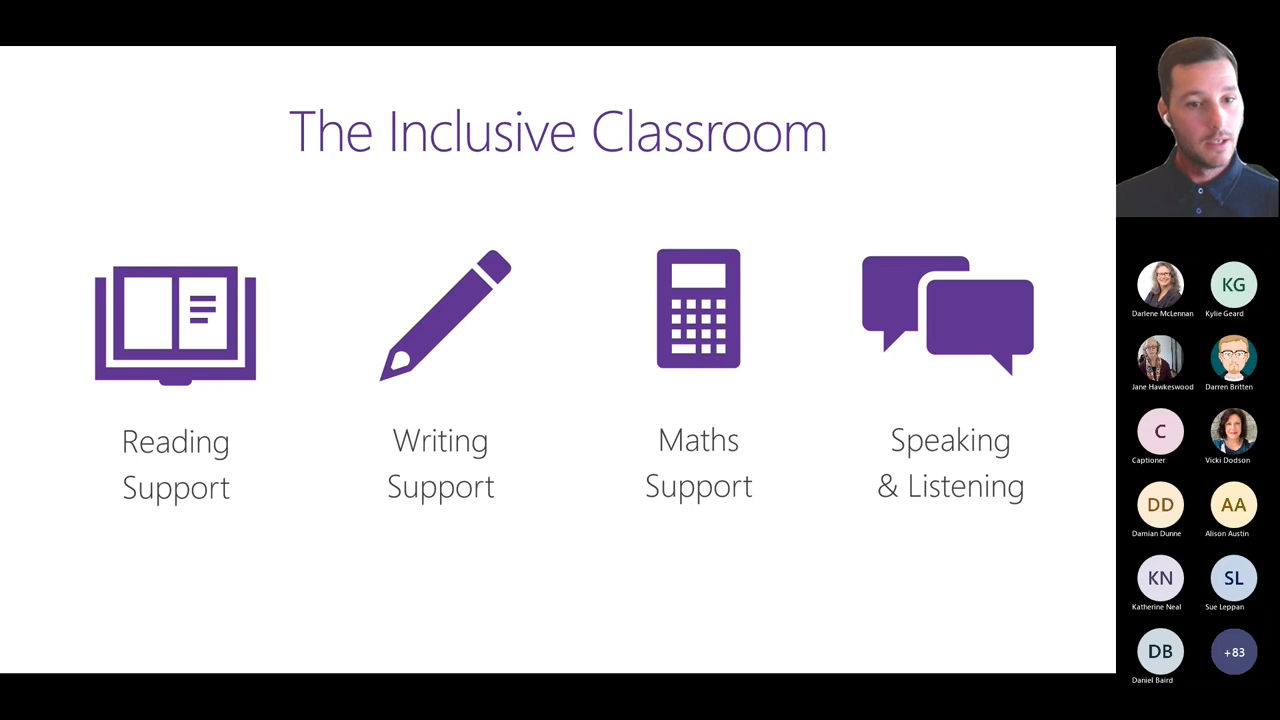 The Inclusive Classroom
Reading
Support
Writing
Support
Maths
Support
Speaking
& Listening
KG
Darlene McLennan
Kylie Geard
Jane Hawkeswood
Darren Britten
C
Captioner
Vicki Dodson
DD
AA
Damian Dunne
Alison Austin
KN
SL
Katherine Neal
Sue Leppan
DB
+83
Daniel Baird